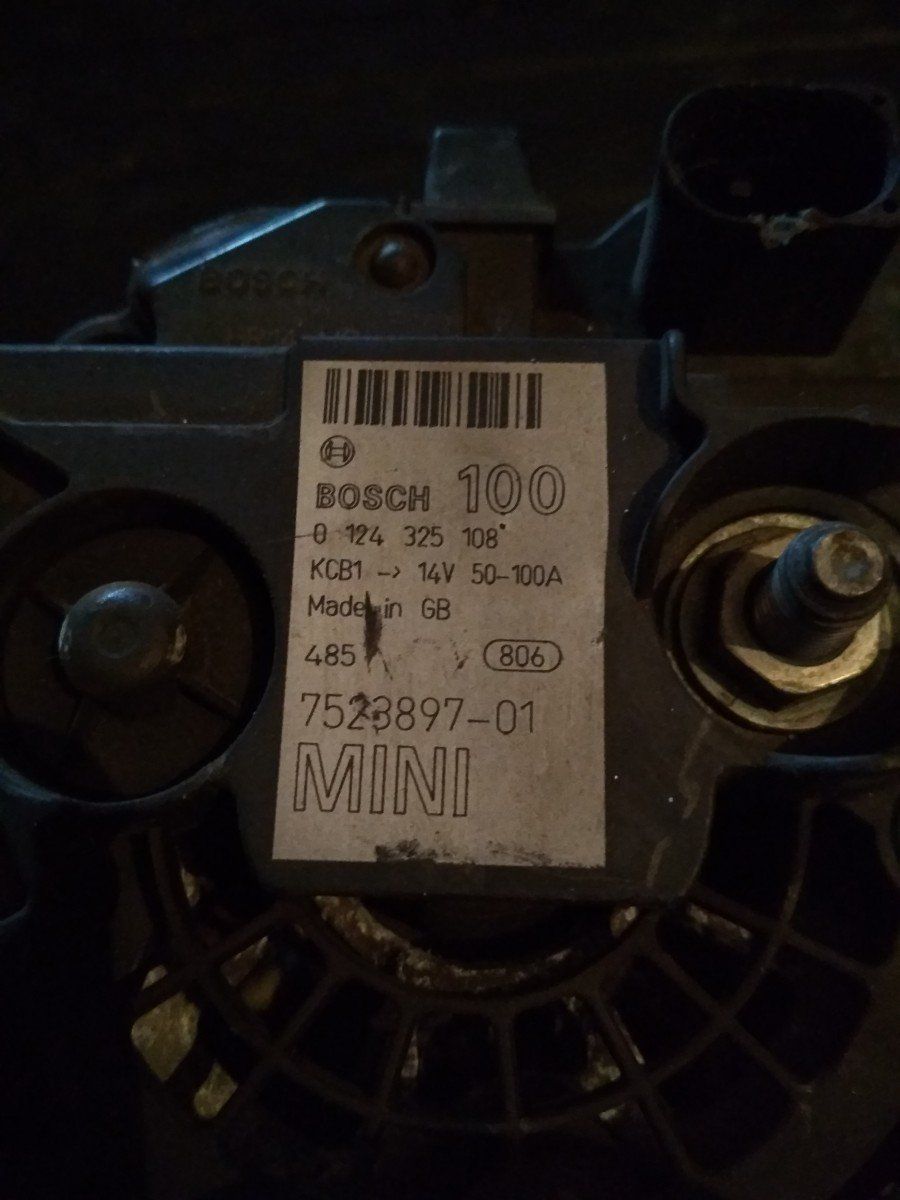 BOSCH
BOSCH 100
0 124 325 108
KCB1 -> 14V 50-100A
Made in GB
485 806
7523897-01
MINI